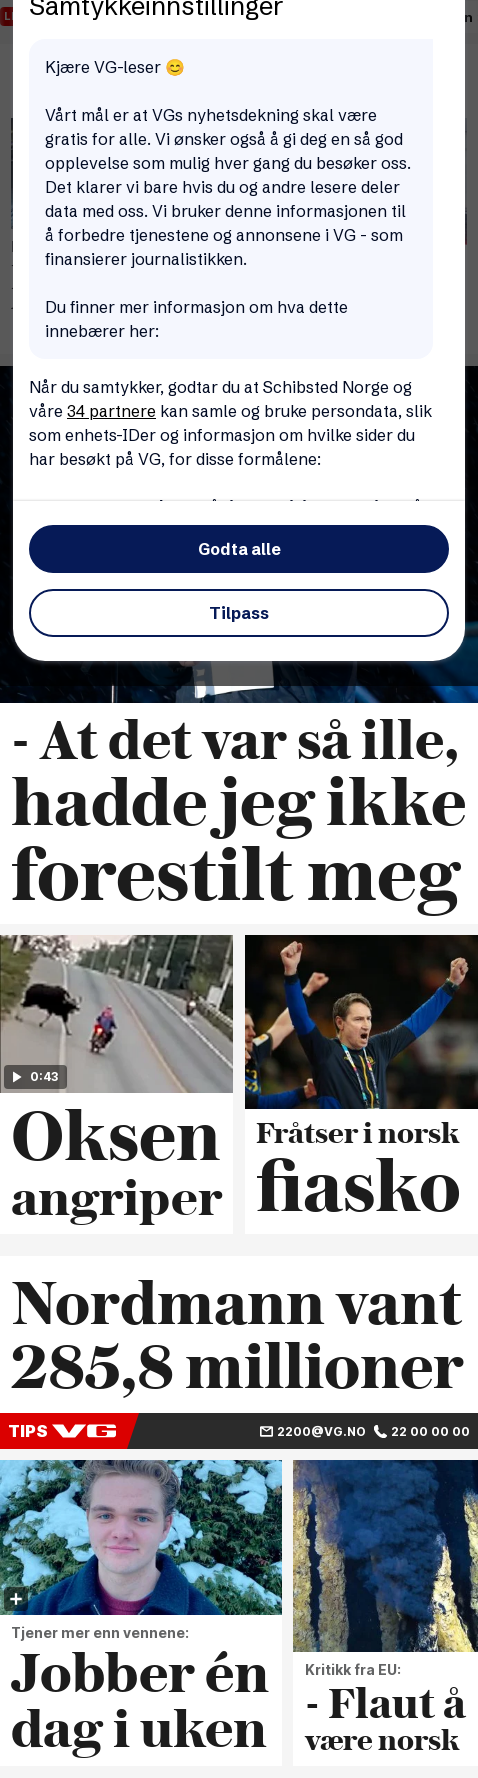 Samtykkeinnstillinger
Kjære VG-leser 😊
Vårt mål er at VGs nyhetsdekning skal være
gratis for alle. Vi ønsker også å gi deg en så god
opplevelse som mulig hver gang du besøker oss.
Det klarer vi bare hvis du og andre lesere deler
data med oss. Vi bruker denne informasjonen til
å forbedre tjenestene og annonsene i VG - som
finansierer journalistikken.
Du finner mer informasjon om hva dette
innebærer her:
Når du samtykker, godtar du at Schibsted Norge og
våre 34 partnere kan samle og bruke persondata, slik
som enhets-IDer og informasjon om hvilke sider du
har besøkt på VG, for disse formålene:
Godta alle
Tilpass
- At det var så ille,
hadde jeg ikke
forestilt meg
0:43
Oksen
angriper
Fråtser i norsk
fiasko
Nordmann vant
285,8 millioner
TIPS VG 2200@VG.NO 22 00 00 00
Tjener mer enn vennene:
Jobber én
dag i uken
Kritikk fra EU:
- Flaut å
være norsk